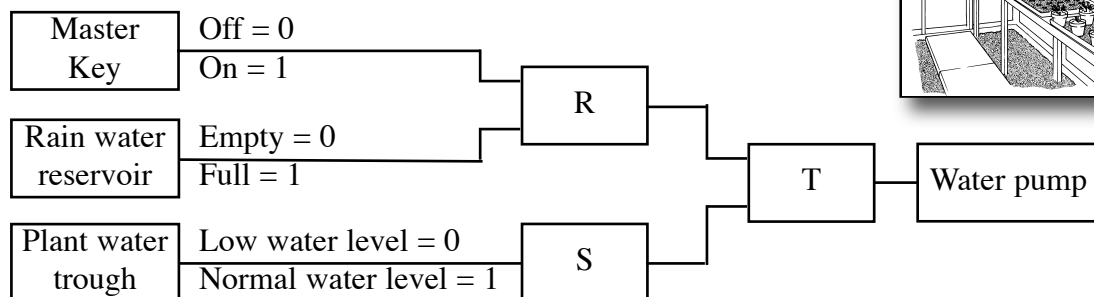 Master
Key
Off = 0
On = 1
R
Rain water
reservoir
Empty = 0
Full = 1
T
Water pump
Plant water
trough
Low water level = 0
Normal water level = 1
S